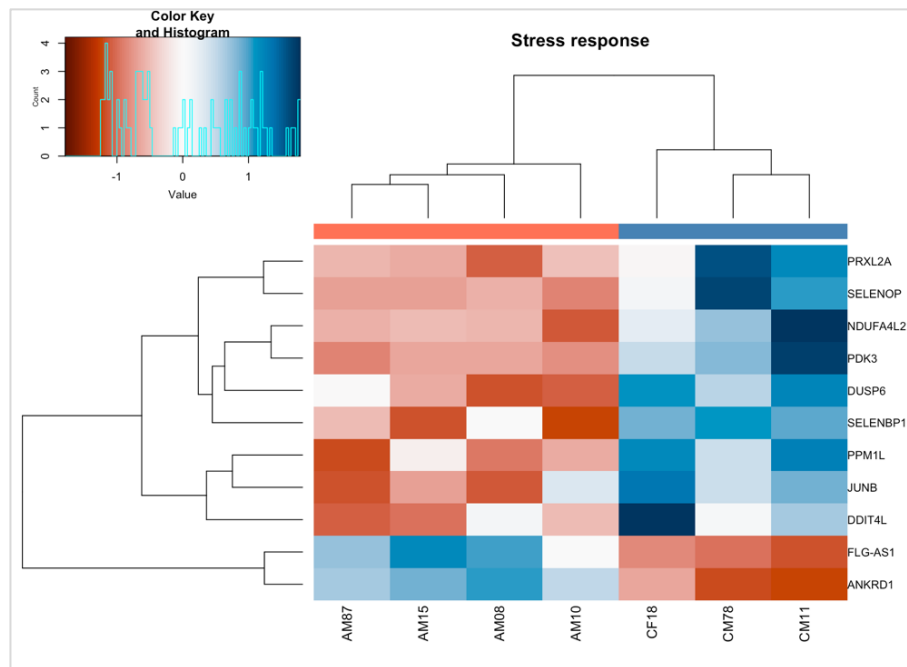 Color Key
and Histogram
Count
0 1 2 3 4
-1 0 1
Value
Stress response
PRXL2A
SELENOP
NDUFA4L2
PDK3
DUSP6
SELENBP1
PPM1L
JUNB
DDIT4L
FLG-AS1
ANKRD1
AM87 AM15 AM08 AM10 CF18 CM78 CM11